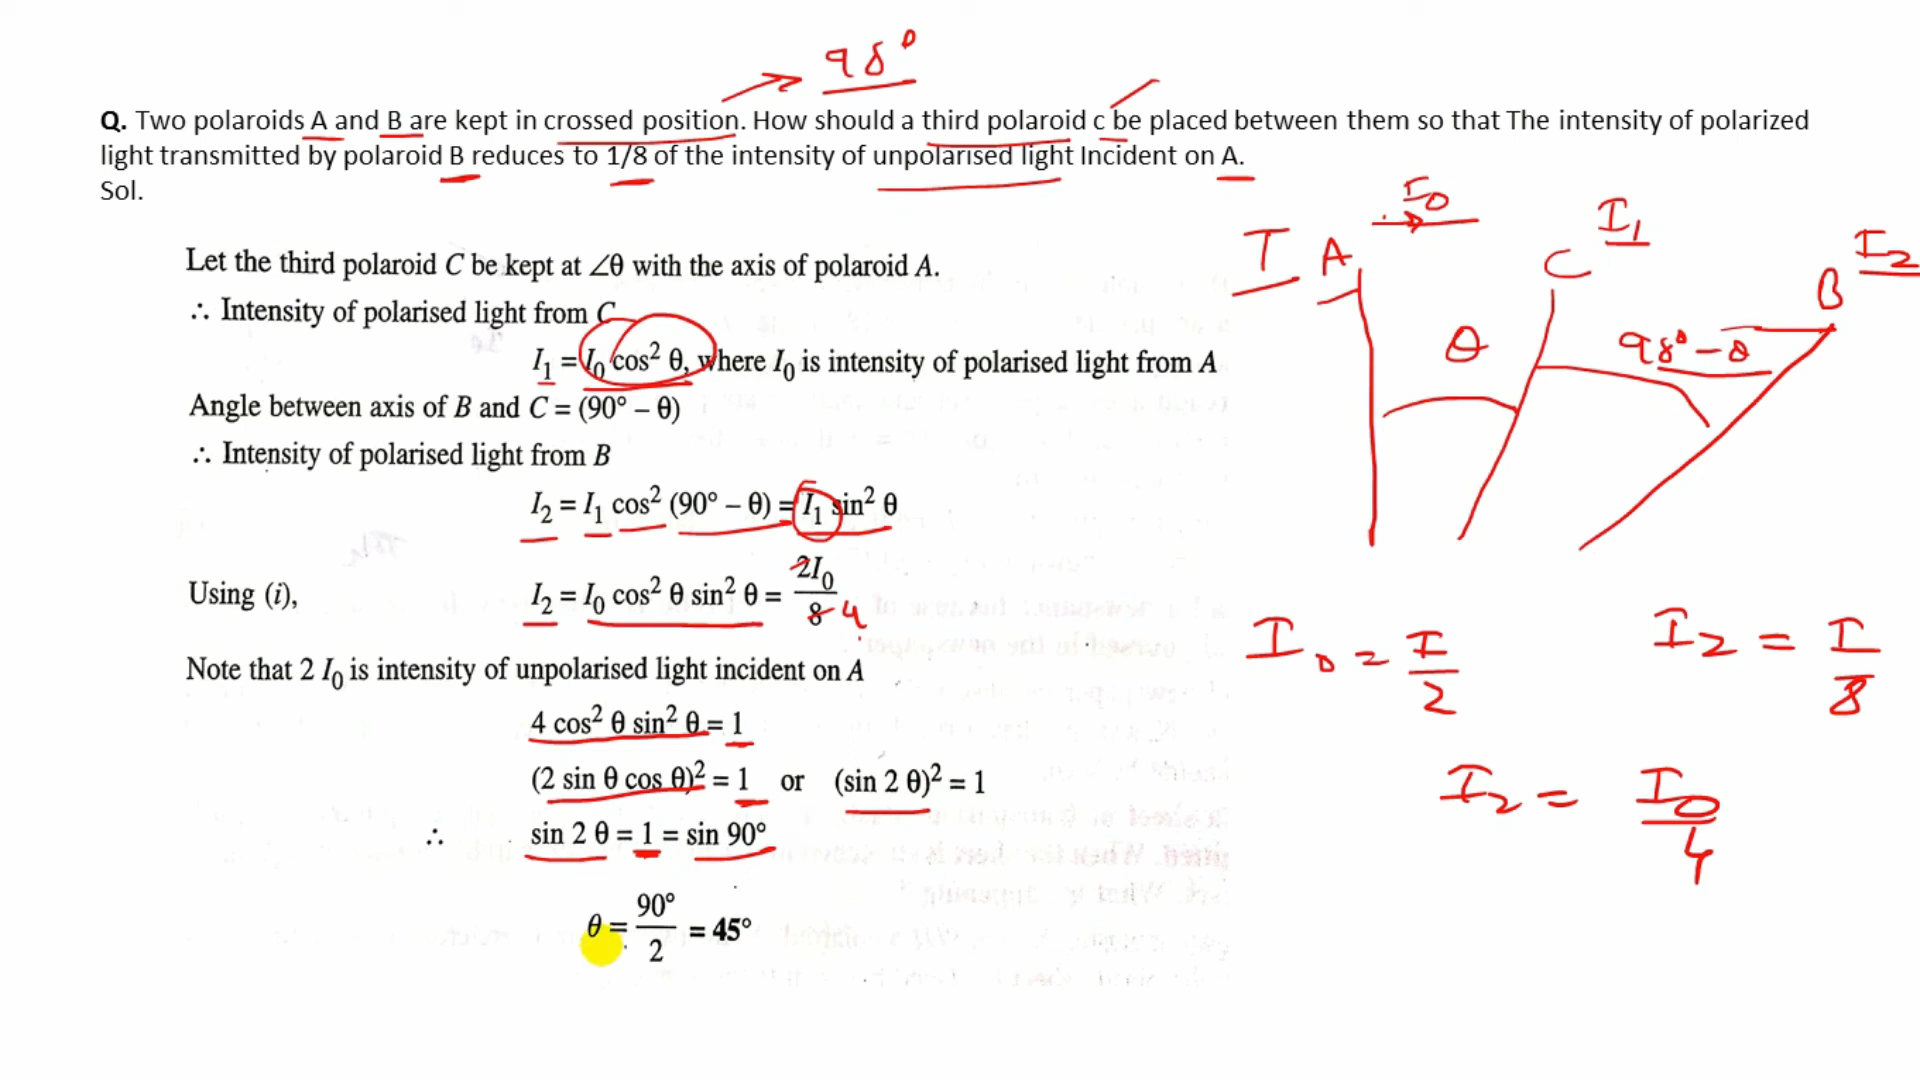 90°
Q. Two polaroids A and B are kept in crossed position. How should a third polaroid c be placed between them so that The intensity of polarized
light transmitted by polaroid B reduces to 1/8 of the intensity of unpolarised light Incident on A.
Sol.
I0
I A C I1 B I2
Let the third polaroid C be kept at ∠θ with the axis of polaroid A.
∴ Intensity of polarised light from C
I₁ = I₀ cos² θ, where I₀ is intensity of polarised light from A
θ 90° – θ
Angle between axis of B and C = (90° – θ)
∴ Intensity of polarised light from B
I₂ = I₁ cos² (90° – θ) = I₁ sin² θ
Using (i), I₂ = I₀ cos² θ sin² θ = 2I₀/8 4
I0 = I/2 I2 = I/8
Note that 2 I₀ is intensity of unpolarised light incident on A
4 cos² θ sin² θ = 1
(2 sin θ cos θ)² = 1 or (sin 2 θ)² = 1
I2 = I0/4
∴ sin 2 θ = 1 = sin 90°
θ = 90°/2 = 45°